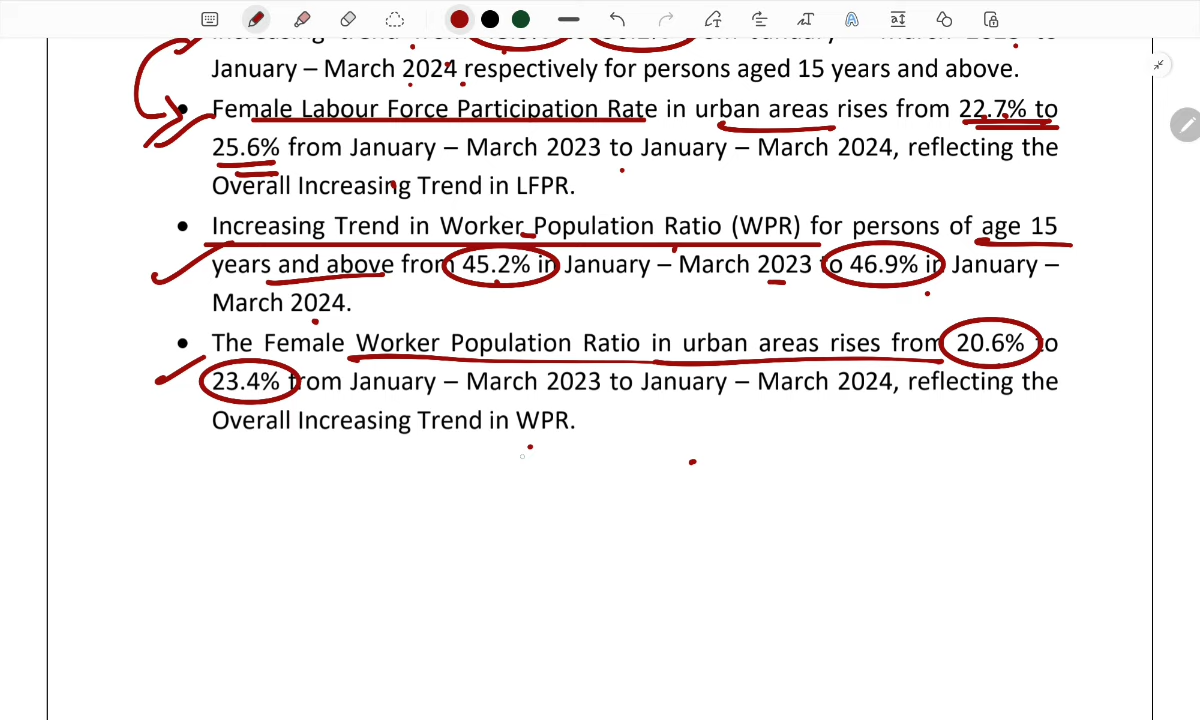 January – March 2024 respectively for persons aged 15 years and above.
• Female Labour Force Participation Rate in urban areas rises from 22.7% to
25.6% from January – March 2023 to January – March 2024, reflecting the
Overall Increasing Trend in LFPR.
• Increasing Trend in Worker Population Ratio (WPR) for persons of age 15
years and above from 45.2% in January – March 2023 to 46.9% in January –
March 2024.
• The Female Worker Population Ratio in urban areas rises from 20.6% to
23.4% from January – March 2023 to January – March 2024, reflecting the
Overall Increasing Trend in WPR.